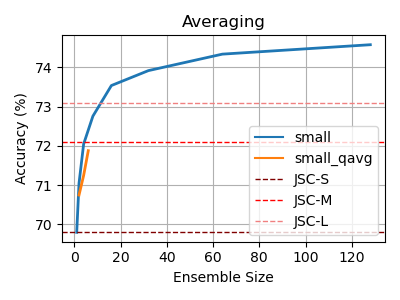 Averaging
Accuracy (%)
74
73
72
71
70
small
small_qavg
JSC-S
JSC-M
JSC-L
0 20 40 60 80 100 120
Ensemble Size